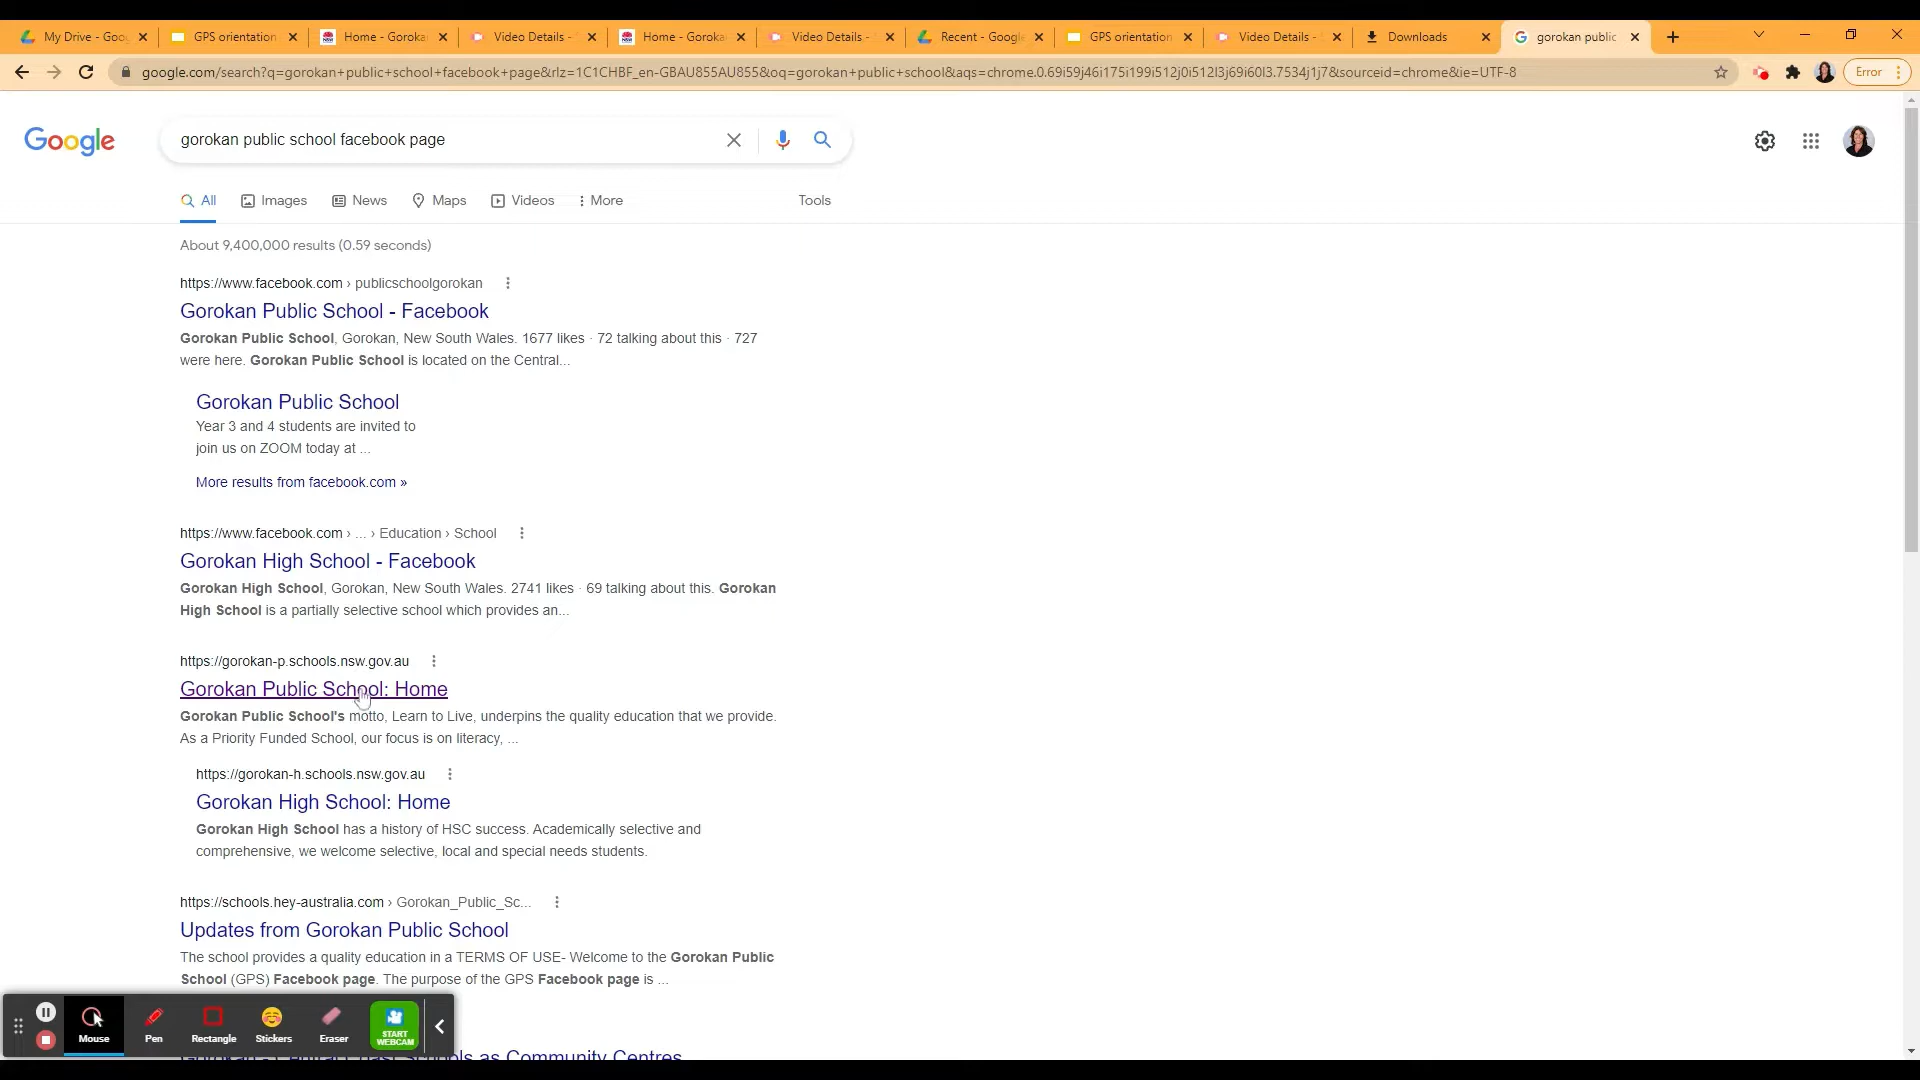 My Drive - Goog
GPS orientation
Home - Goroka
Video Details -
Home - Goroka
Video Details -
Recent - Google
GPS orientation
Video Details -
Downloads
gorokan public
google.com/search?q=gorokan+public+school+facebook+page&rlz=1C1CHBF_en-GBAU855AU855&oq=gorokan+public+school&aqs=chrome.0.69i59j46i175i199i512j0i512l3j69i60l3.7534j1j7&sourceid=chrome&ie=UTF-8
Error
Google
gorokan public school facebook page
All
Images
News
Maps
Videos
More
Tools
About 9,400,000 results (0.59 seconds)
https://www.facebook.com › publicschoolgorokan
Gorokan Public School - Facebook
Gorokan Public School, Gorokan, New South Wales. 1677 likes · 72 talking about this · 727
were here. Gorokan Public School is located on the Central...
Gorokan Public School
Year 3 and 4 students are invited to
join us on ZOOM today at ...
More results from facebook.com »
https://www.facebook.com › ... › Education › School
Gorokan High School - Facebook
Gorokan High School, Gorokan, New South Wales. 2741 likes · 69 talking about this. Gorokan
High School is a partially selective school which provides an...
https://gorokan-p.schools.nsw.gov.au
Gorokan Public School: Home
Gorokan Public School's motto, Learn to Live, underpins the quality education that we provide.
As a Priority Funded School, our focus is on literacy, ...
https://gorokan-h.schools.nsw.gov.au
Gorokan High School: Home
Gorokan High School has a history of HSC success. Academically selective and
comprehensive, we welcome selective, local and special needs students.
https://schools.hey-australia.com › Gorokan_Public_Sc...
Updates from Gorokan Public School
The school provides a quality education in a TERMS OF USE- Welcome to the Gorokan Public
School (GPS) Facebook page. The purpose of the GPS Facebook page is ...
Mouse
Pen
Rectangle
Stickers
Eraser
START
WEBCAM
Schools as Community Centres